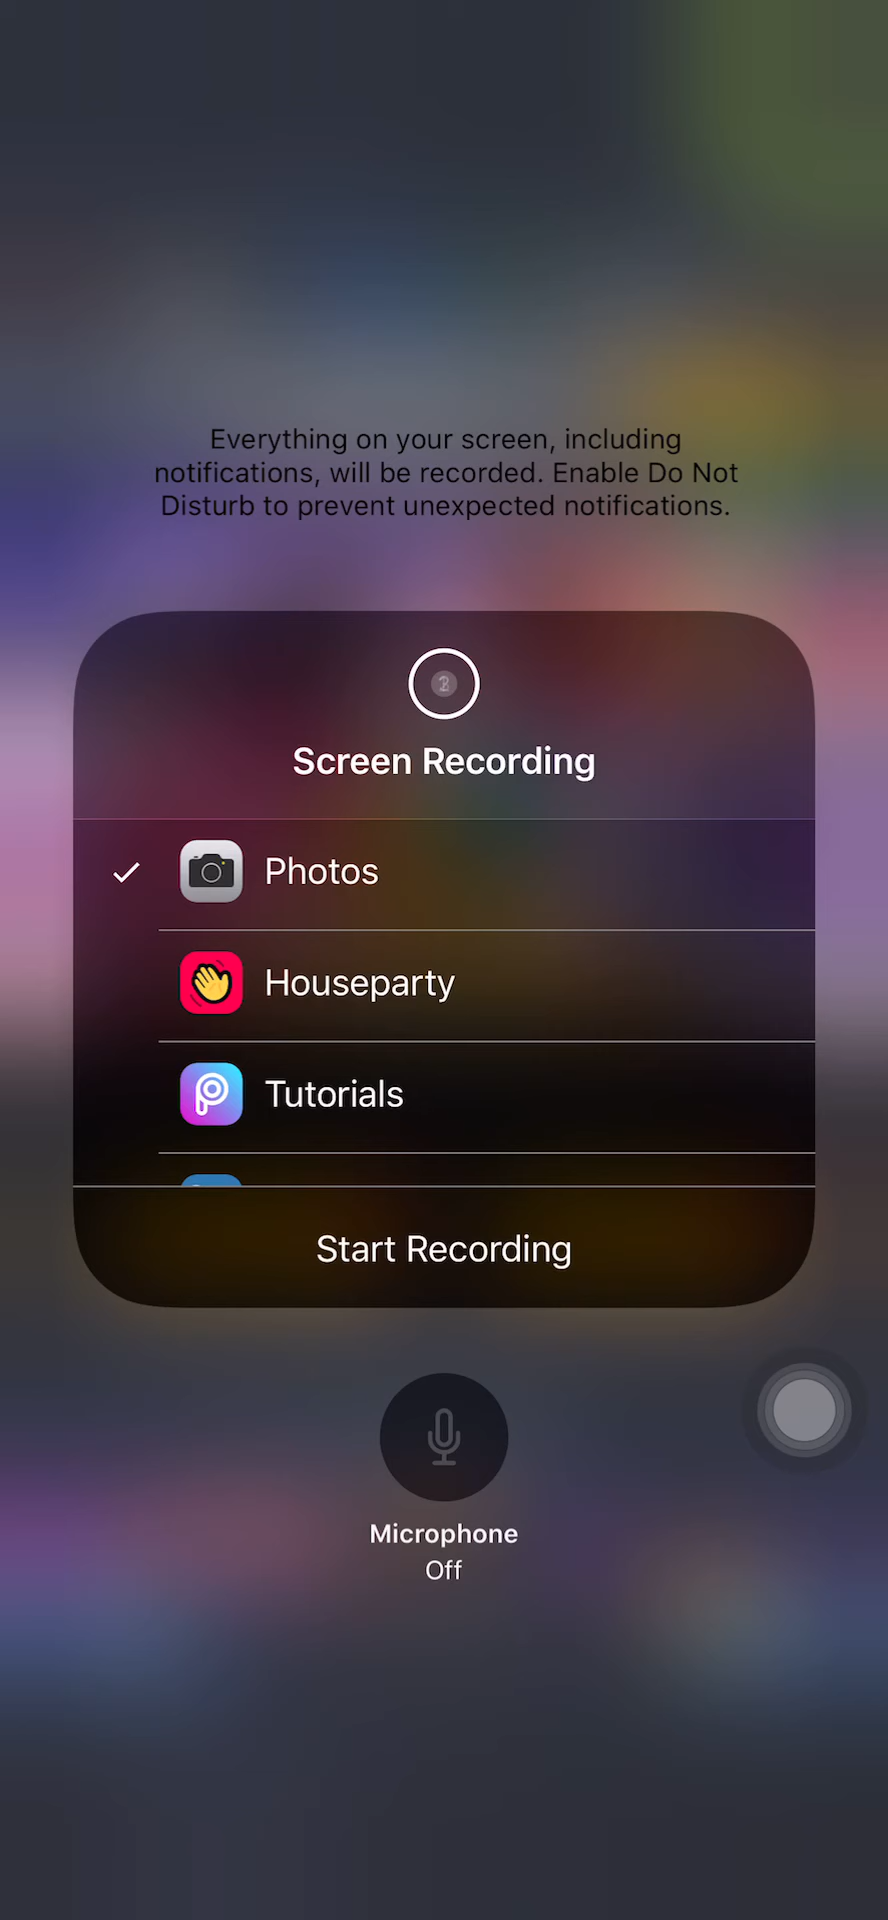 Everything on your screen, including
notifications, will be recorded. Enable Do Not
Disturb to prevent unexpected notifications.
Screen Recording
Photos
Houseparty
Tutorials
Start Recording
Microphone
Off